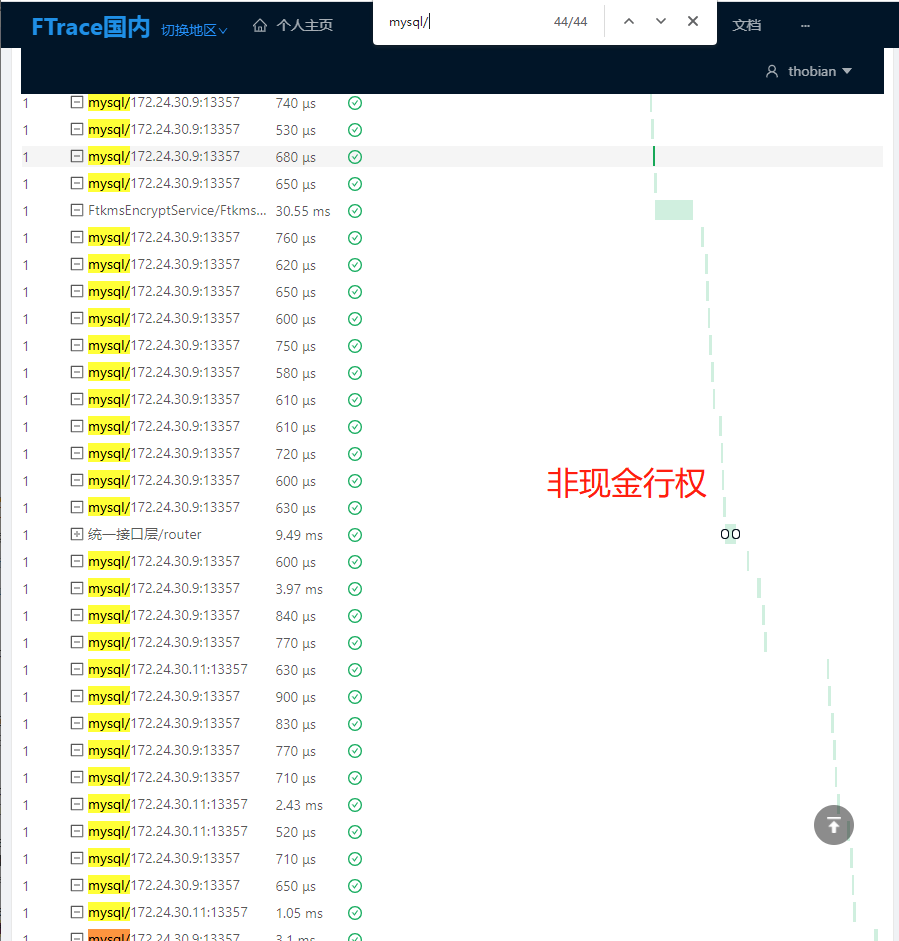 FTrace国内 切换地区 个人主页 mysql/ 44/44 文档 ...
thobian
1 mysql/172.24.30.9:13357 740 μs
1 mysql/172.24.30.9:13357 530 μs
1 mysql/172.24.30.9:13357 680 μs
1 mysql/172.24.30.9:13357 650 μs
1 FtkmsEncryptService/Ftkms... 30.55 ms
1 mysql/172.24.30.9:13357 760 μs
1 mysql/172.24.30.9:13357 620 μs
1 mysql/172.24.30.9:13357 650 μs
1 mysql/172.24.30.9:13357 600 μs
1 mysql/172.24.30.9:13357 750 μs
1 mysql/172.24.30.9:13357 580 μs
1 mysql/172.24.30.9:13357 610 μs
1 mysql/172.24.30.9:13357 610 μs
1 mysql/172.24.30.9:13357 720 μs
1 mysql/172.24.30.9:13357 600 μs
非现金行权
1 mysql/172.24.30.9:13357 630 μs
1 统一接口层/router 9.49 ms
1 mysql/172.24.30.9:13357 600 μs
1 mysql/172.24.30.9:13357 3.97 ms
1 mysql/172.24.30.9:13357 840 μs
1 mysql/172.24.30.9:13357 770 μs
1 mysql/172.24.30.11:13357 630 μs
1 mysql/172.24.30.9:13357 900 μs
1 mysql/172.24.30.9:13357 830 μs
1 mysql/172.24.30.9:13357 770 μs
1 mysql/172.24.30.9:13357 710 μs
1 mysql/172.24.30.11:13357 2.43 ms
1 mysql/172.24.30.11:13357 520 μs
1 mysql/172.24.30.9:13357 710 μs
1 mysql/172.24.30.9:13357 650 μs
1 mysql/172.24.30.11:13357 1.05 ms
1 mysql/172.24.30.9:13357 3.1 ms